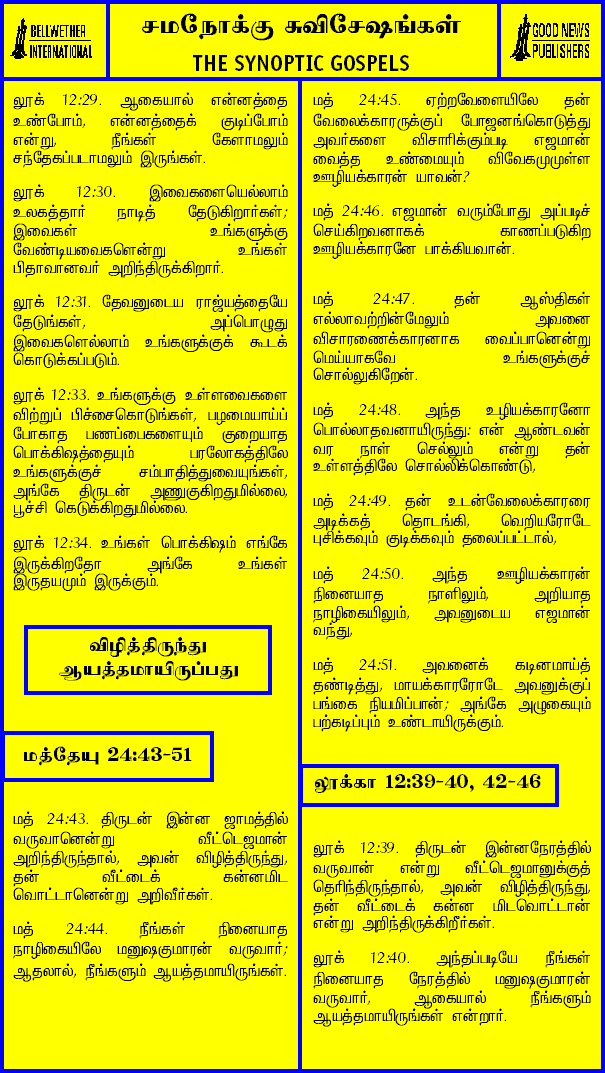 BELLWETHER
INTERNATIONAL
சமநோக்கு சுவிசேஷங்கள்
THE SYNOPTIC GOSPELS
GOOD NEWS
PUBLISHERS
லூக் 12:29. ஆகையால் என்னத்தை
உண்போம், என்னத்தைக் குடிப்போம்
என்று, நீங்கள் கேளாமலும்
சந்தேகப்படாமலும் இருங்கள்.
லூக் 12:30. இவைகளையெல்லாம்
உலகத்தார் நாடித் தேடுகிறார்கள்;
இவைகள் உங்களுக்கு
வேண்டியவைகளென்று உங்கள்
பிதாவானவர் அறிந்திருக்கிறார்.
லூக் 12:31. தேவனுடைய ராஜ்யத்தையே
தேடுங்கள், அப்பொழுது
இவைகளெல்லாம் உங்களுக்குக் கூடக்
கொடுக்கப்படும்.
லூக் 12:33. உங்களுக்கு உள்ளவைகளை
விற்றுப் பிச்சைகொடுங்கள், பழமையாய்ப்
போகாத பணப்பைகளையும் குறையாத
பொக்கிஷத்தையும் பரலோகத்திலே
உங்களுக்குச் சம்பாதித்துவையுங்கள்,
அங்கே திருடன் அணுகுகிறதுமில்லை,
பூச்சி கெடுக்கிறதுமில்லை.
லூக் 12:34. உங்கள் பொக்கிஷம் எங்கே
இருக்கிறதோ அங்கே உங்கள்
இருதயமும் இருக்கும்.
விழித்திருந்து
ஆயத்தமாயிருப்பது
மத்தேயு 24:43-51
மத் 24:43. திருடன் இன்ன ஜாமத்தில்
வருவானென்று வீட்டெஜமான்
அறிந்திருந்தால், அவன் விழித்திருந்து,
தன் வீட்டைக் கன்னமிட
வொட்டானென்று அறிவீர்கள்.
மத் 24:44. நீங்கள் நினையாத
நாழிகையிலே மனுஷகுமாரன் வருவார்;
ஆதலால், நீங்களும் ஆயத்தமாயிருங்கள்.
மத் 24:45. ஏற்றவேளையிலே தன்
வேலைக்காரருக்குப் போஜனங்கொடுத்து
அவர்களை விசாரிக்கும்படி எஜமான்
வைத்த உண்மையும் விவேகமுமுள்ள
ஊழியக்காரன் யாவன்?
மத் 24:46. எஜமான் வரும்போது அப்படிச்
செய்கிறவனாகக் காணப்படுகிற
ஊழியக்காரனே பாக்கியவான்.
மத் 24:47. தன் ஆஸ்திகள்
எல்லாவற்றின்மேலும் அவனை
விசாரணைக்காரனாக வைப்பானென்று
மெய்யாகவே உங்களுக்குச்
சொல்லுகிறேன்.
மத் 24:48. அந்த உழியக்காரனோ
பொல்லாதவனாயிருந்து: என் ஆண்டவன்
வர நாள் செல்லும் என்று தன்
உள்ளத்திலே சொல்லிக்கொண்டு,
மத் 24:49. தன் உடன்வேலைக்காரரை
அடிக்கத் தொடங்கி, வெறியரோடே
புசிக்கவும் குடிக்கவும் தலைப்பட்டால்,
மத் 24:50. அந்த ஊழியக்காரன்
நினையாத நாளிலும், அறியாத
நாழிகையிலும், அவனுடைய எஜமான்
வந்து,
மத் 24:51. அவனைக் கடினமாய்த்
தண்டித்து, மாயக்காரரோடே அவனுக்குப்
பங்கை நியமிப்பான்; அங்கே அழுகையும்
பற்கடிப்பும் உண்டாயிருக்கும்.
லூக்கா 12:39-40, 42-46
லூக் 12:39. திருடன் இன்னநேரத்தில்
வருவான் என்று வீட்டெஜமானுக்குத்
தெரிந்திருந்தால், அவன் விழித்திருந்து,
தன் வீட்டைக் கன்ன மிடவொட்டான்
என்று அறிந்திருக்கிறீர்கள்.
லூக் 12:40. அந்தப்படியே நீங்கள்
நினையாத நேரத்தில் மனுஷகுமாரன்
வருவார், ஆகையால் நீங்களும்
ஆயத்தமாயிருங்கள் என்றார்.